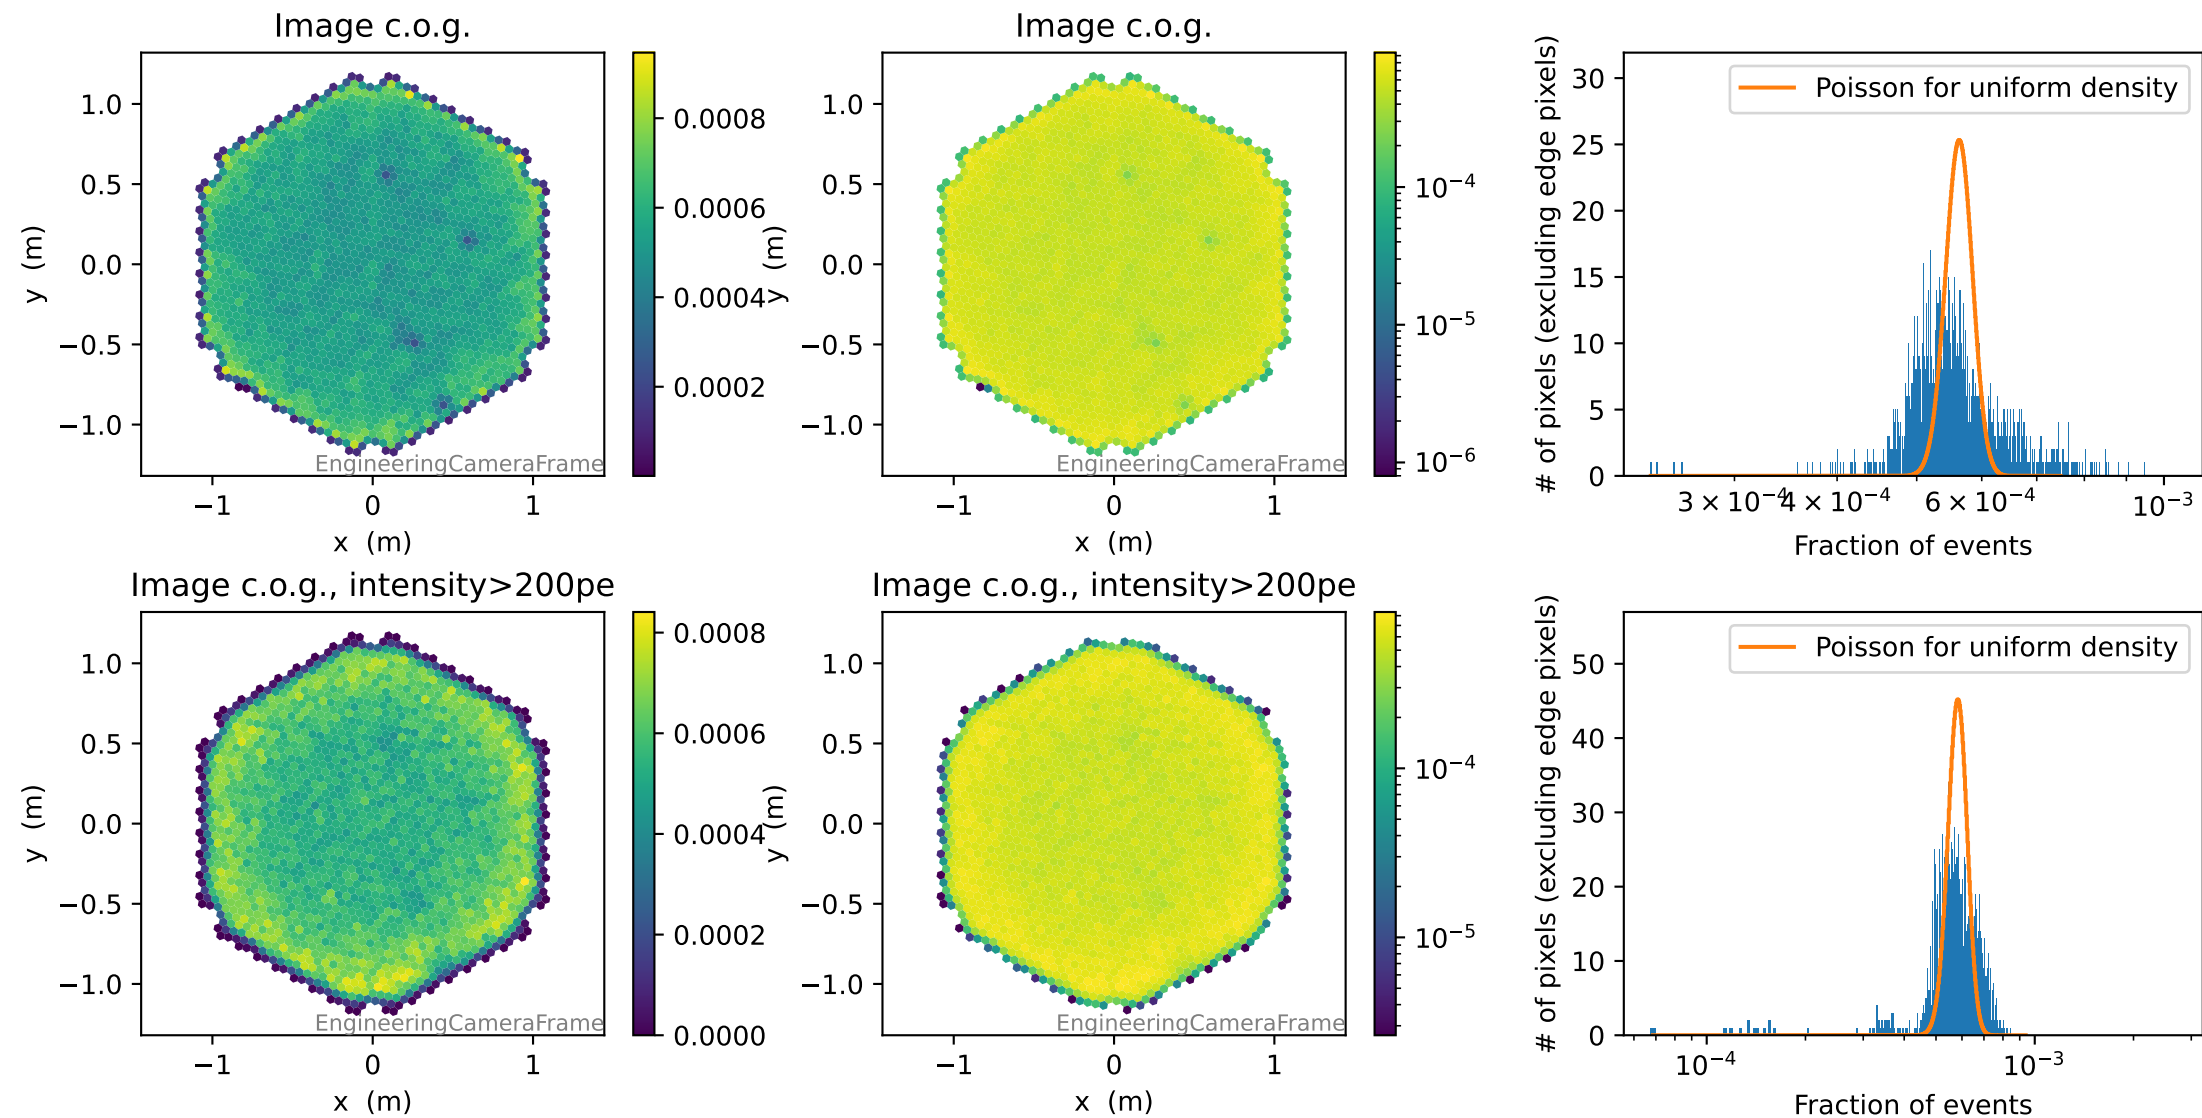 Image c.o.g.
1.0
0.5
0.0
−0.5
−1.0
y (m)
−1
0
1
x (m)
EngineeringCameraFrame
0.0008
0.0006
0.0004
0.0002
Image c.o.g.
1.0
0.5
0.0
−0.5
−1.0
y (m)
−1
0
1
x (m)
EngineeringCameraFrame
10⁻⁴
10⁻⁵
10⁻⁶
Poisson for uniform density
30
25
20
15
10
5
0
# of pixels (excluding edge pixels)
3 × 10⁻⁴
4 × 10⁻⁴
6 × 10⁻⁴
10⁻³
Fraction of events
Image c.o.g., intensity>200pe
1.0
0.5
0.0
−0.5
−1.0
y (m)
−1
0
1
x (m)
EngineeringCameraFrame
0.0008
0.0006
0.0004
0.0002
0.0000
Image c.o.g., intensity>200pe
1.0
0.5
0.0
−0.5
−1.0
y (m)
−1
0
1
x (m)
EngineeringCameraFrame
10⁻⁴
10⁻⁵
Poisson for uniform density
50
40
30
20
10
0
# of pixels (excluding edge pixels)
10⁻⁴
10⁻³
Fraction of events